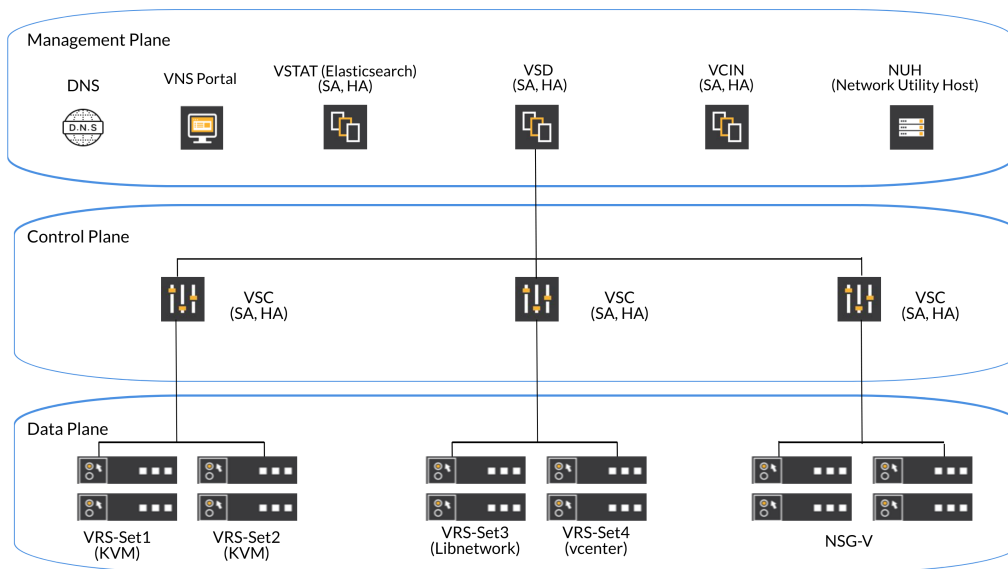 Management Plane
DNS
VNS Portal
VSTAT (Elasticsearch)
(SA, HA)
VSD
(SA, HA)
VCIN
(SA, HA)
NUH
(Network Utility Host)
D.N.S
Control Plane
VSC
(SA, HA)
VSC
(SA, HA)
VSC
(SA, HA)
Data Plane
VRS-Set1
(KVM)
VRS-Set2
(KVM)
VRS-Set3
(Libnetwork)
VRS-Set4
(vcenter)
NSG-V